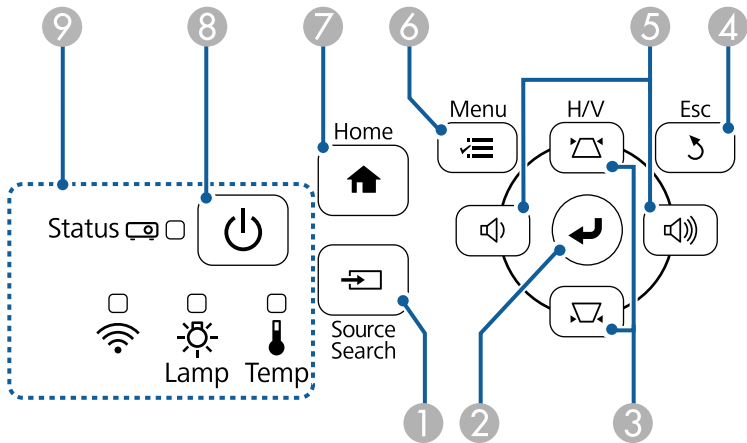 9 8 7 6 5 4
Menu H/V Esc
Home
Status
Source
Search
Lamp Temp
1 2 3